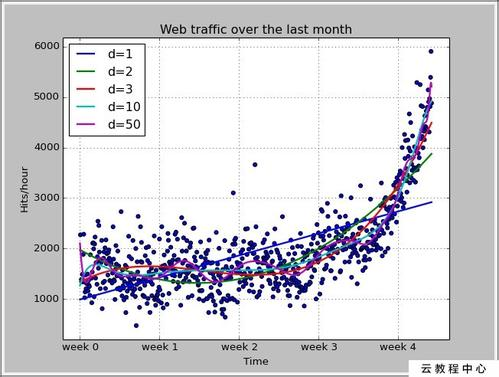 Web traffic over the last month
6000
5000
4000
3000
2000
1000
Hits/hour
d=1
d=2
d=3
d=10
d=50
week 0 week 1 week 2 week 3 week 4
Time
云教程中心